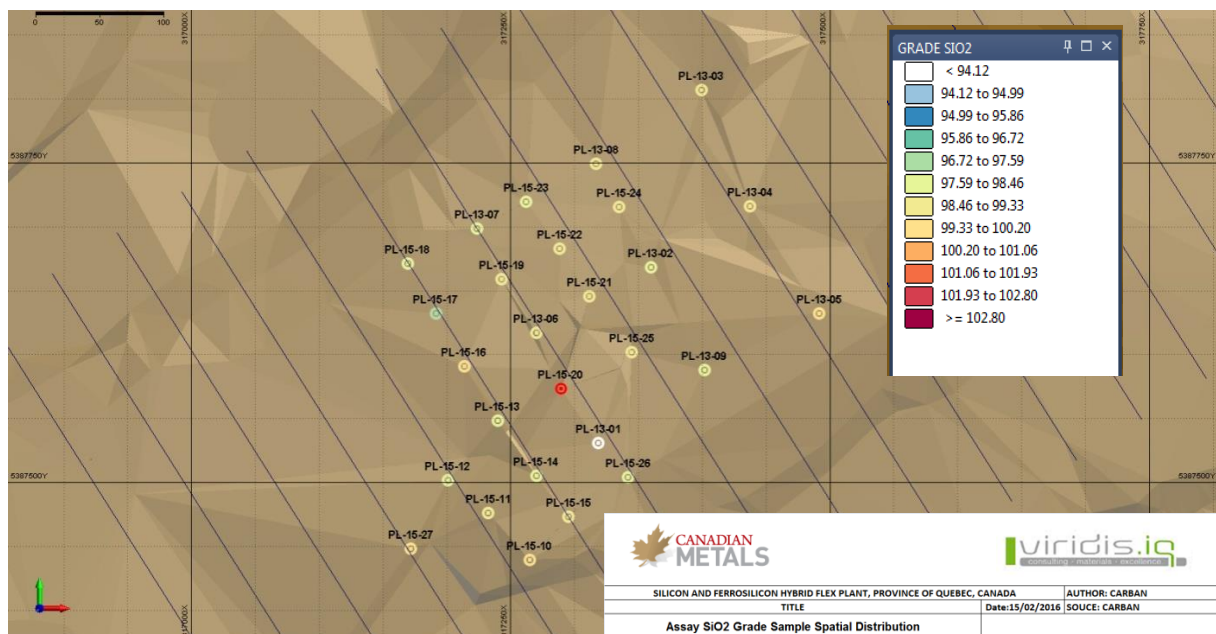 0 50 100
317000X
317250X
317500X
317750X
GRADE SIO2
< 94.12
94.12 to 94.99
94.99 to 95.86
95.86 to 96.72
96.72 to 97.59
97.59 to 98.46
98.46 to 99.33
99.33 to 100.20
100.20 to 101.06
101.06 to 101.93
101.93 to 102.80
>= 102.80
PL-13-03
5387750Y
5387750Y
PL-13-08
PL-15-23
PL-15-24
PL-13-04
PL-13-07
PL-15-22
PL-15-18
PL-13-02
PL-15-19
PL-15-21
PL-15-17
PL-13-05
PL-13-06
PL-15-16
PL-15-25
PL-13-09
PL-15-20
PL-15-13
PL-13-01
PL-15-12
PL-15-14
PL-15-26
5387500Y
5387500Y
PL-15-11
PL-15-15
PL-15-27
PL-15-10
317000X
317250X
CANADIAN
METALS
viridis.iq
consulting - materials - excellence
SILICON AND FERROSILICON HYBRID FLEX PLANT, PROVINCE OF QUEBEC, CANADA AUTHOR: CARBAN
TITLE Date:15/02/2016 SOUCE: CARBAN
Assay SiO2 Grade Sample Spatial Distribution